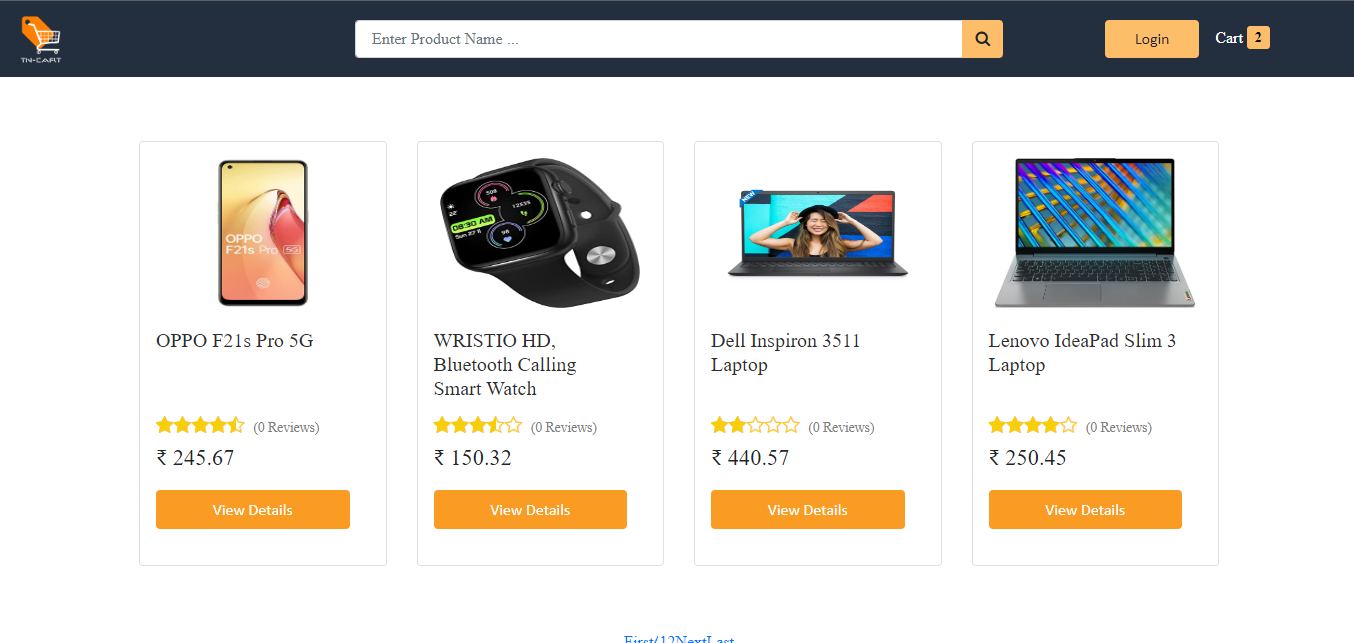 TN-CART
Enter Product Name ...
Login
Cart 2
NEW
08:30 AM
OPPO
F21s Pro 5G
OPPO F21s Pro 5G
WRISTIO HD,
Bluetooth Calling
Smart Watch
Dell Inspiron 3511
Laptop
Lenovo IdeaPad Slim 3
Laptop
(0 Reviews)
(0 Reviews)
(0 Reviews)
(0 Reviews)
₹ 245.67
₹ 150.32
₹ 440.57
₹ 250.45
View Details
View Details
View Details
View Details